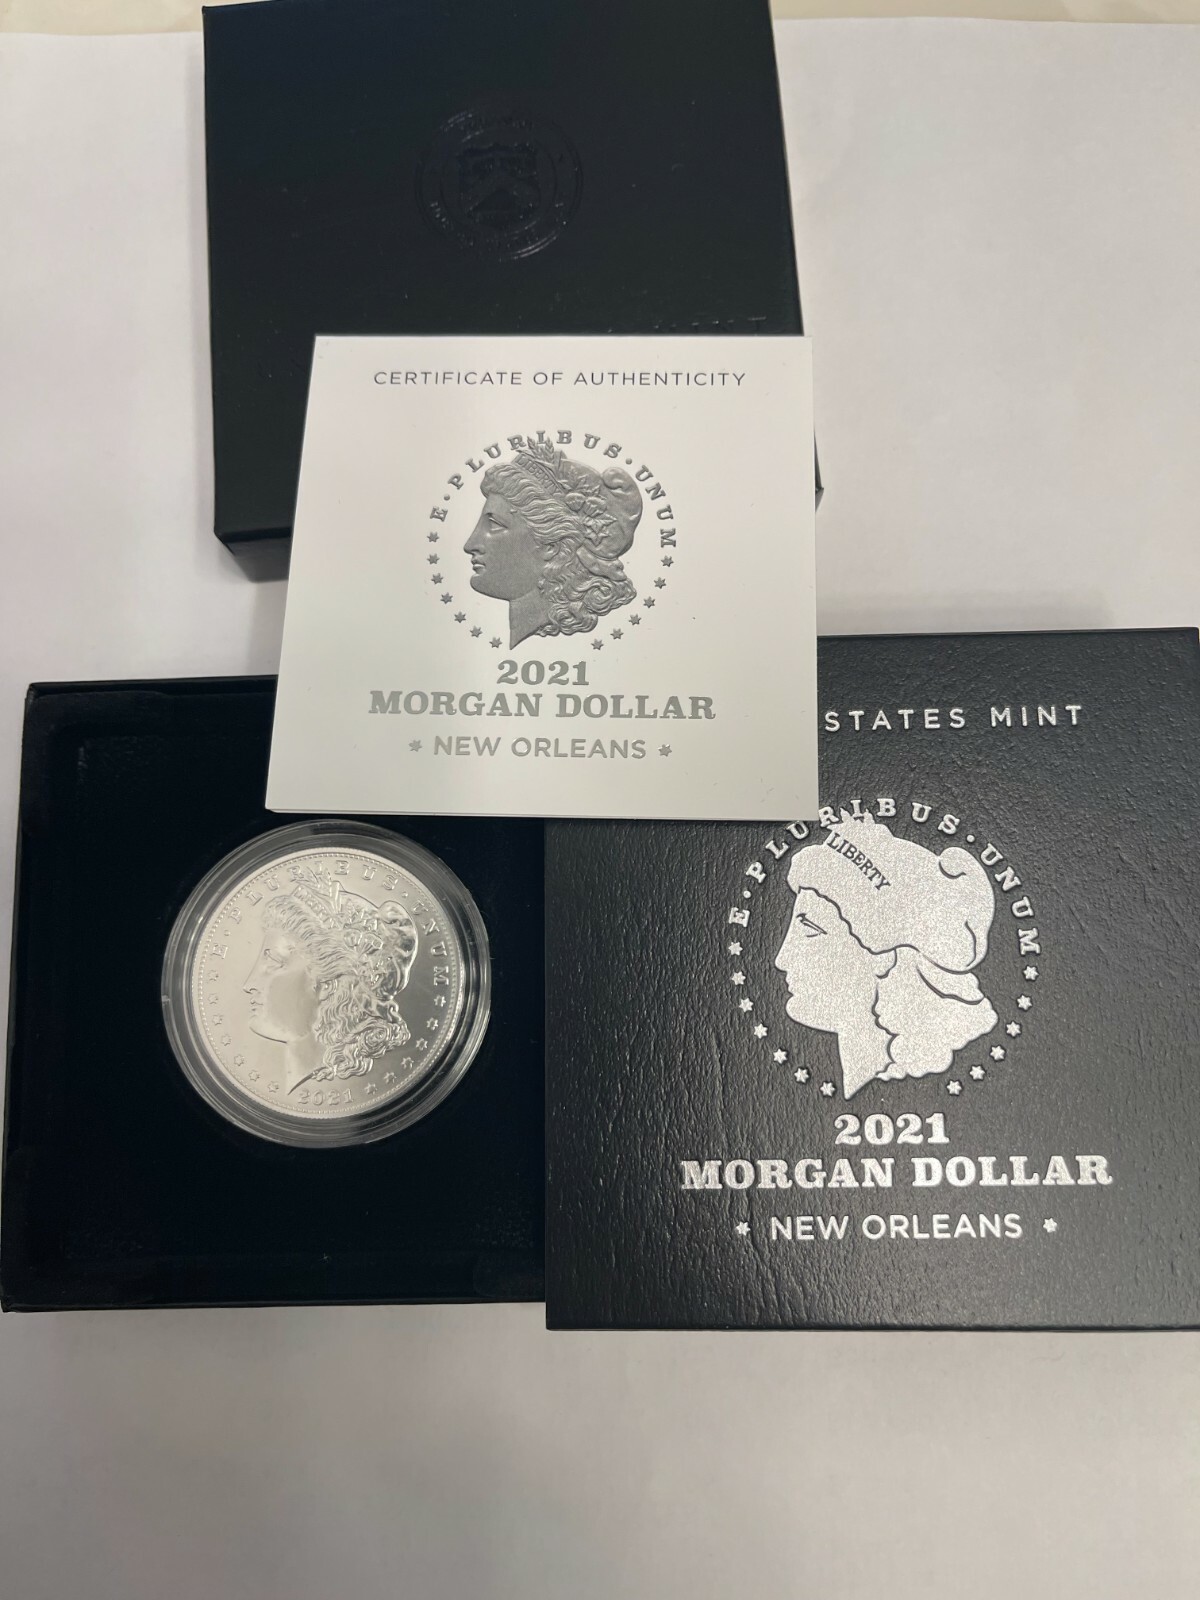 MINT
CERTIFICATE OF AUTHENTICITY
E · PLURIBUS · UNUM
2021
MORGAN DOLLAR
* NEW ORLEANS *
STATES MINT
E · PLURIBUS · UNUM
LIBERTY
2021
MORGAN DOLLAR
* NEW ORLEANS *
E · PLURIBUS · UNUM
2021